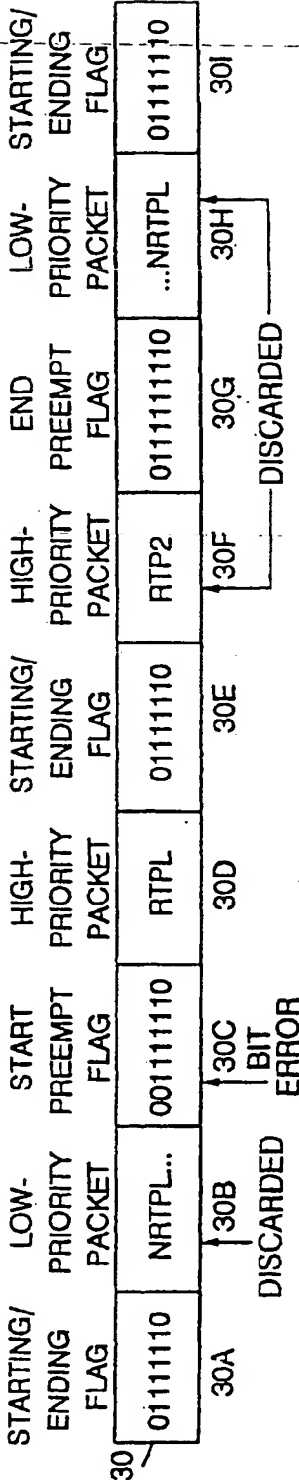 STARTING/ENDING FLAG
LOW-PRIORITY PACKET
START PREEMPT FLAG
HIGH-PRIORITY PACKET
STARTING/ENDING FLAG
HIGH-PRIORITY PACKET
END PREEMPT FLAG
LOW-PRIORITY PACKET
STARTING/ENDING FLAG
30
01111110
NRTPL...
001111110
RTPL
01111110
RTP2
0111111110
...NRTPL
01111110
30A
30B
30C
30D
30E
30F
30G
30H
30I
DISCARDED
BIT ERROR
DISCARDED